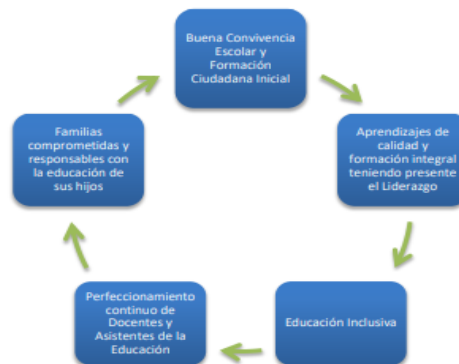 Buena Convivencia
Escolar y
Formación
Ciudadana Inicial
Aprendizajes de
calidad y
formación integral
teniendo presente
el Liderazgo
Educación Inclusiva
Perfeccionamiento
continuo de
Docentes y
Asistentes de la
Educación
Familias
comprometidas y
responsables con
la educación de
sus hijos